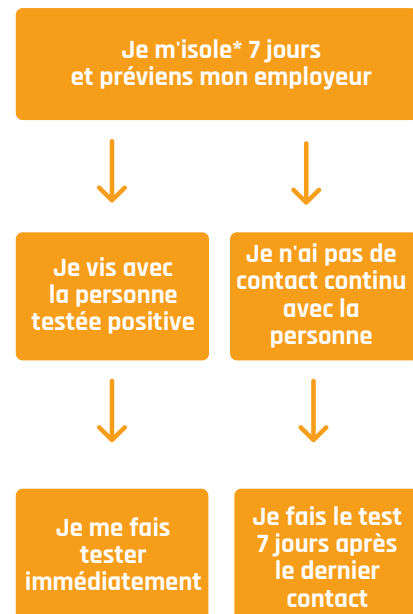 Je m'isole* 7 jours
et préviens mon employeur
Je vis avec
la personne
testée positive
Je n'ai pas de
contact continu
avec la
personne
Je me fais
tester
immédiatement
Je fais le test
7 jours après
le dernier
contact